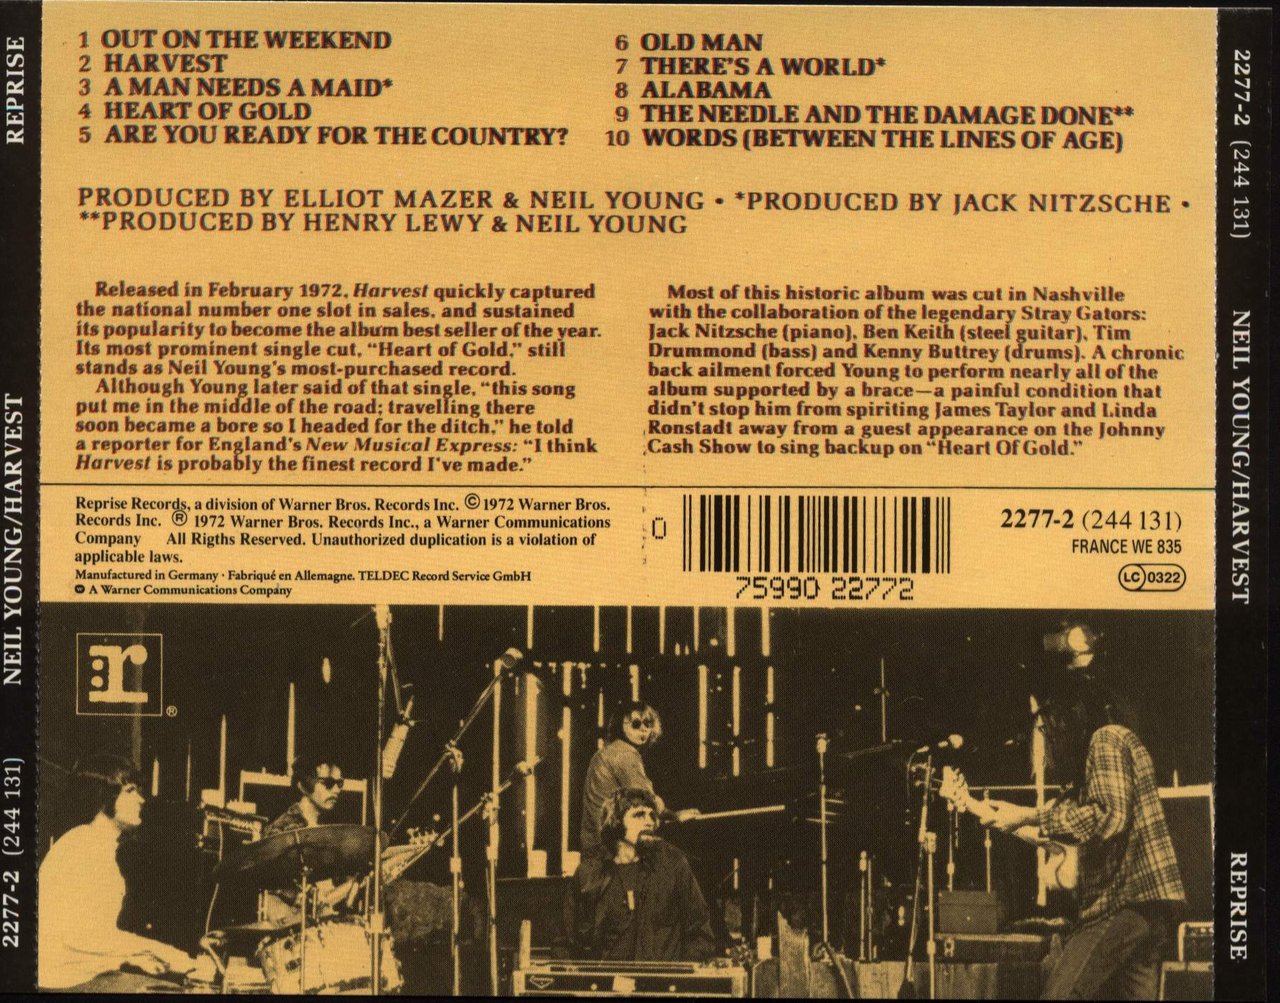 1 OUT ON THE WEEKEND
2 HARVEST
3 A MAN NEEDS A MAID*
4 HEART OF GOLD
5 ARE YOU READY FOR THE COUNTRY?
6 OLD MAN
7 THERE'S A WORLD*
8 ALABAMA
9 THE NEEDLE AND THE DAMAGE DONE**
10 WORDS (BETWEEN THE LINES OF AGE)
PRODUCED BY ELLIOT MAZER & NEIL YOUNG • *PRODUCED BY JACK NITZSCHE •
**PRODUCED BY HENRY LEWY & NEIL YOUNG
Released in February 1972, Harvest quickly captured
the national number one slot in sales, and sustained
its popularity to become the album best seller of the year.
Its most prominent single cut, "Heart of Gold," still
stands as Neil Young's most-purchased record.
Although Young later said of that single, "this song
put me in the middle of the road; travelling there
soon became a bore so I headed for the ditch," he told
a reporter for England's New Musical Express: "I think
Harvest is probably the finest record I've made."
Most of this historic album was cut in Nashville
with the collaboration of the legendary Stray Gators:
Jack Nitzsche (piano), Ben Keith (steel guitar), Tim
Drummond (bass) and Kenny Buttrey (drums). A chronic
back ailment forced Young to perform nearly all of the
album supported by a brace—a painful condition that
didn't stop him from spiriting James Taylor and Linda
Ronstadt away from a guest appearance on the Johnny
Cash Show to sing backup on "Heart Of Gold."
Reprise Records, a division of Warner Bros. Records Inc. © 1972 Warner Bros.
Records Inc. ® 1972 Warner Bros. Records Inc., a Warner Communications
Company All Rigths Reserved. Unauthorized duplication is a violation of
applicable laws.
Manufactured in Germany · Fabriqué en Allemagne. TELDEC Record Service GmbH
A Warner Communications Company
0
75990 22772
2277-2 (244 131)
FRANCE WE 835
LC 0322
r ®
REPRISE
NEIL YOUNG/HARVEST
2277-2 (244 131)
2277-2 (244 131)
NEIL YOUNG/HARVEST
REPRISE